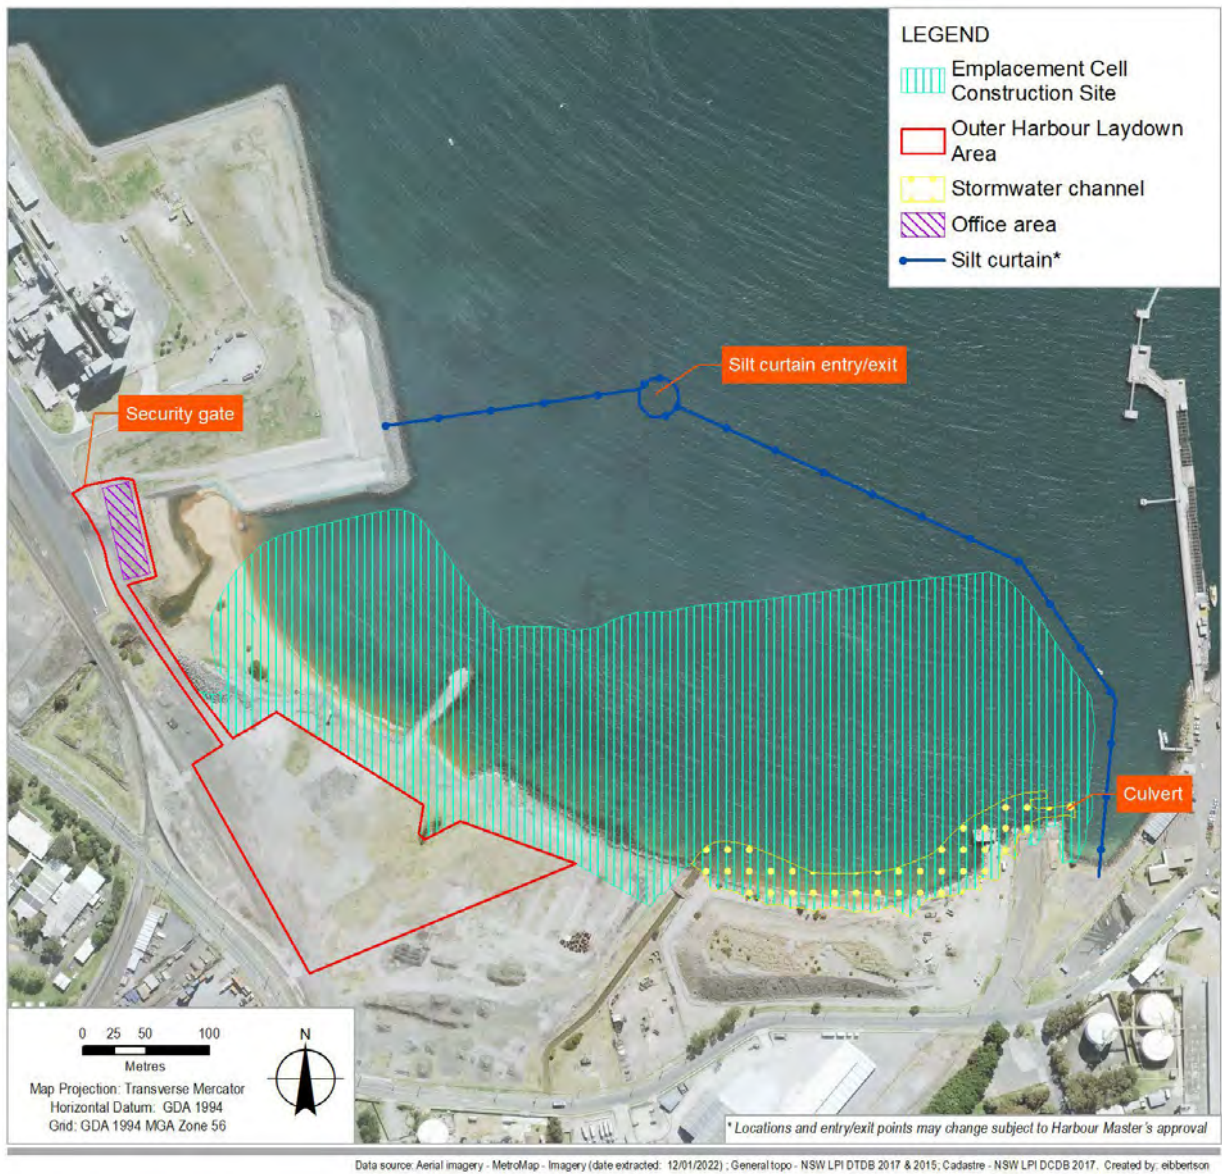 LEGEND
Emplacement Cell
Construction Site
Outer Harbour Laydown
Area
Stormwater channel
Office area
Silt curtain*
Silt curtain entry/exit
Security gate
Culvert
0 25 50 100
Metres
Map Projection: Transverse Mercator
Horizontal Datum: GDA 1994
Grid: GDA 1994 MGA Zone 56
N
* Locations and entry/exit points may change subject to Harbour Master's approval
Data source: Aerial imagery - MetroMap - Imagery (date extracted: 12/01/2022) ; General topo - NSW LPI DTDB 2017 & 2015; Cadastre - NSW LPI DCDB 2017. Created by: eibbertson